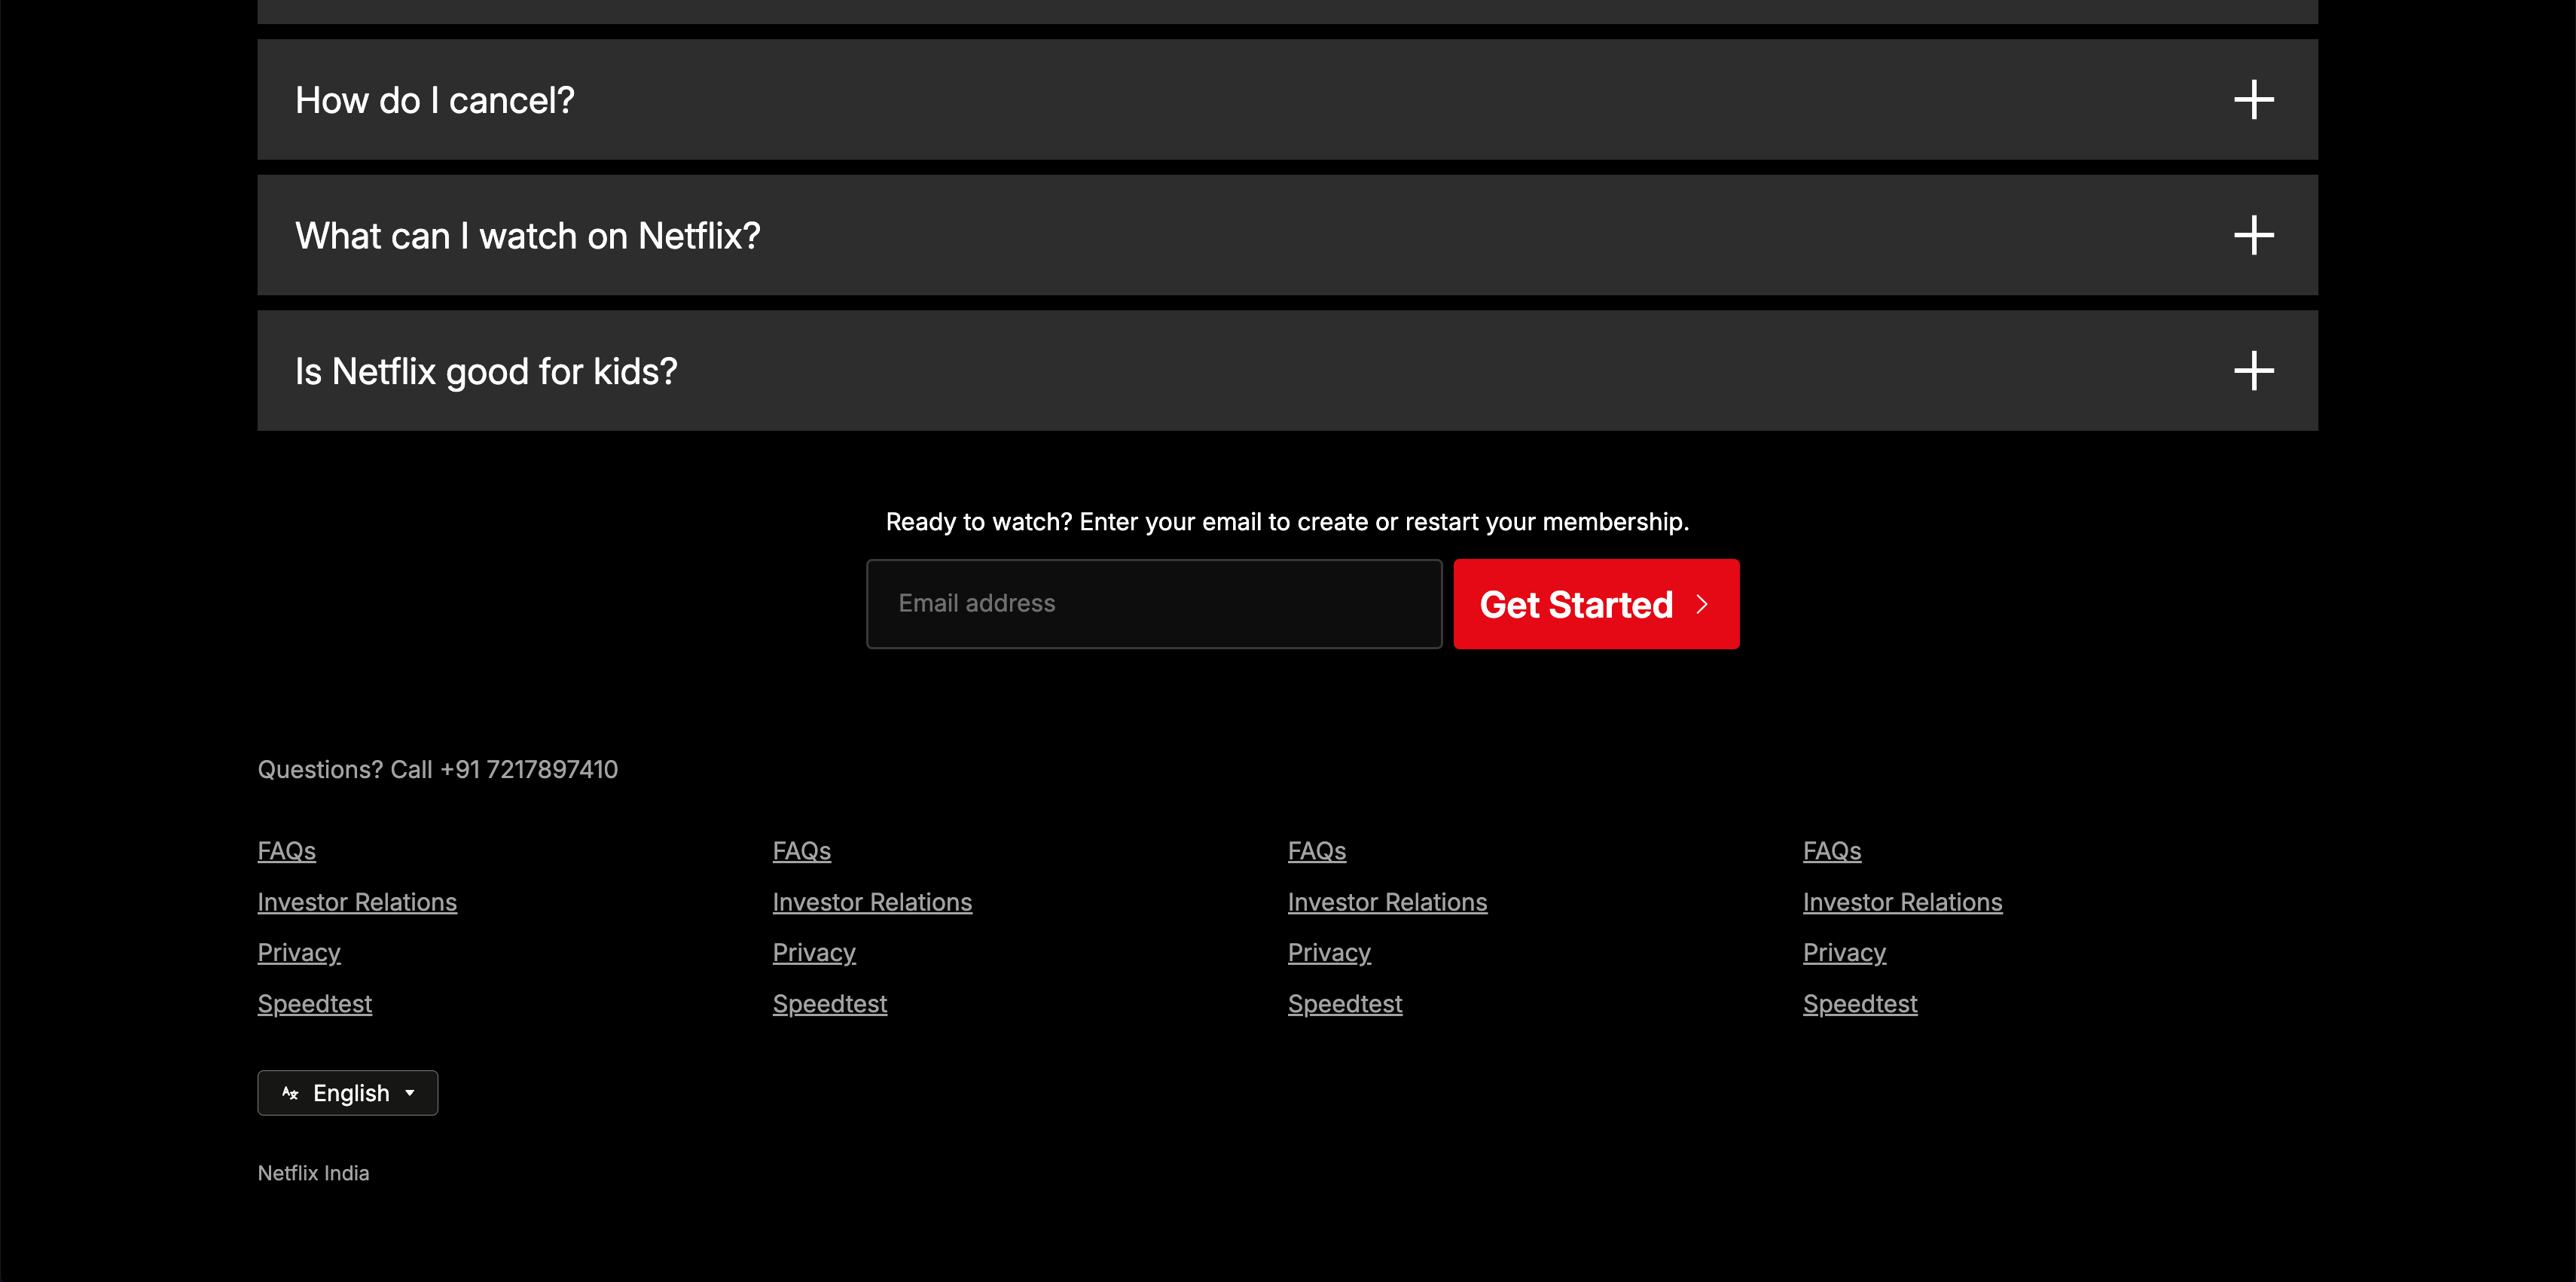 How do I cancel?
What can I watch on Netflix?
Is Netflix good for kids?
Ready to watch? Enter your email to create or restart your membership.
Email address
Get Started
Questions? Call +91 7217897410
FAQs
Investor Relations
Privacy
Speedtest
FAQs
Investor Relations
Privacy
Speedtest
FAQs
Investor Relations
Privacy
Speedtest
FAQs
Investor Relations
Privacy
Speedtest
English
Netflix India